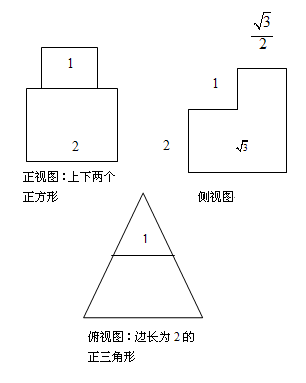 √3/2
1
1
2
2
√3
正视图：上下两个
正方形
侧视图
1
俯视图：边长为2的
正三角形